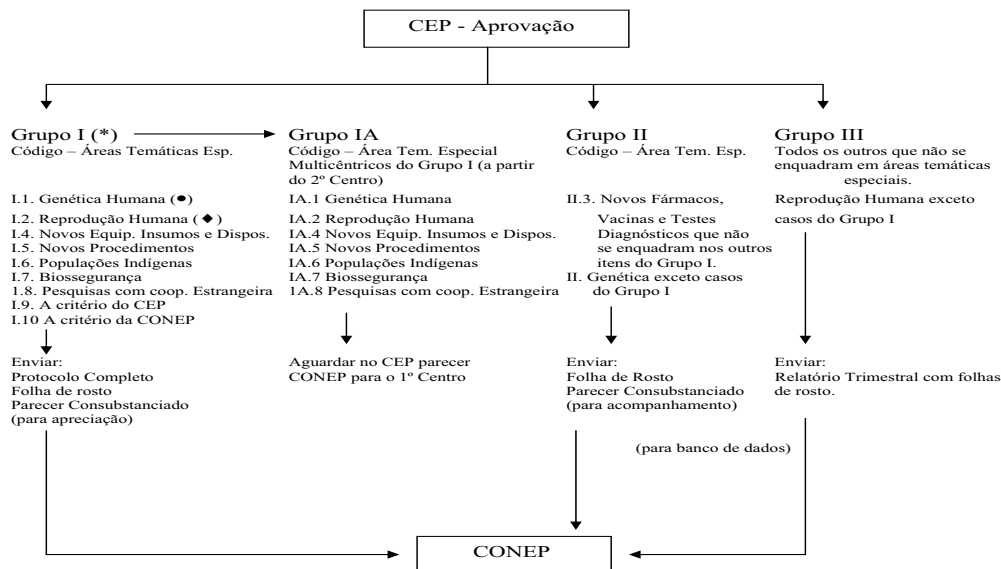 CEP - Aprovação
Grupo I (*)
Código – Áreas Temáticas Esp.
I.1. Genética Humana (●)
I.2. Reprodução Humana (◆)
I.4. Novos Equip. Insumos e Dispos.
I.5. Novos Procedimentos
I.6. Populações Indígenas
I.7. Biossegurança
1.8. Pesquisas com coop. Estrangeira
I.9. A critério do CEP
I.10 A critério da CONEP
Enviar:
Protocolo Completo
Folha de rosto
Parecer Consubstanciado
(para apreciação)
Grupo IA
Código – Área Tem. Especial
Multicêntricos do Grupo I (a partir
do 2º Centro)
IA.1 Genética Humana
IA.2 Reprodução Humana
IA.4 Novos Equip. Insumos e Dispos.
IA.5 Novos Procedimentos
IA.6 Populações Indígenas
IA.7 Biossegurança
1A.8 Pesquisas com coop. Estrangeira
Aguardar no CEP parecer
CONEP para o 1º Centro
Grupo II
Código – Área Tem. Esp.
II.3. Novos Fármacos,
Vacinas e Testes
Diagnósticos que não
se enquadram nos outros
itens do Grupo I.
II. Genética exceto casos
do Grupo I
Enviar:
Folha de Rosto
Parecer Consubstanciado
(para acompanhamento)
Grupo III
Todos os outros que não se
enquadram em áreas temáticas
especiais.
Reprodução Humana exceto
casos do Grupo I
Enviar:
Relatório Trimestral com folhas
de rosto.
(para banco de dados)
CONEP